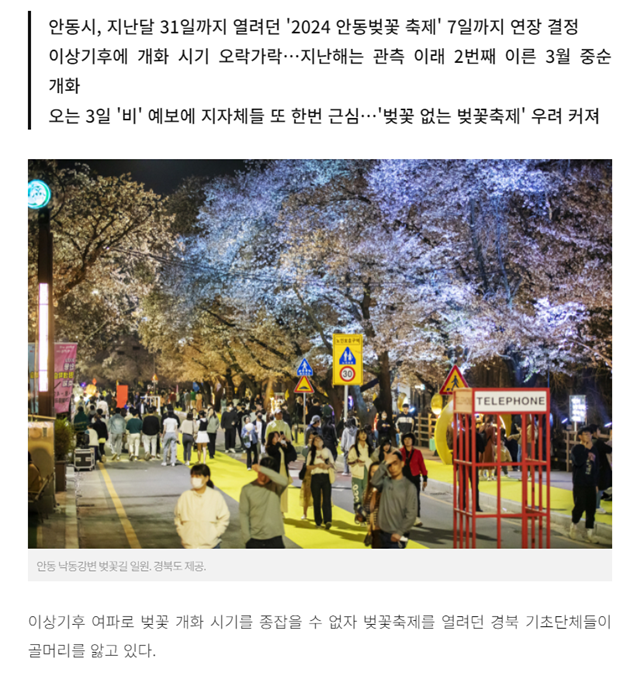 안동시, 지난달 31일까지 열려던 '2024 안동벚꽃 축제' 7일까지 연장 결정
이상기후에 개화 시기 오락가락…지난해는 관측 이래 2번째 이른 3월 중순
개화
오는 3일 '비' 예보에 지자체들 또 한번 근심…'벚꽃 없는 벚꽃축제' 우려 커져
30
TELEPHONE
안동 낙동강변 벚꽃길 일원. 경북도 제공.
이상기후 여파로 벚꽃 개화 시기를 종잡을 수 없자 벚꽃축제를 열려던 경북 기초단체들이
골머리를 앓고 있다.